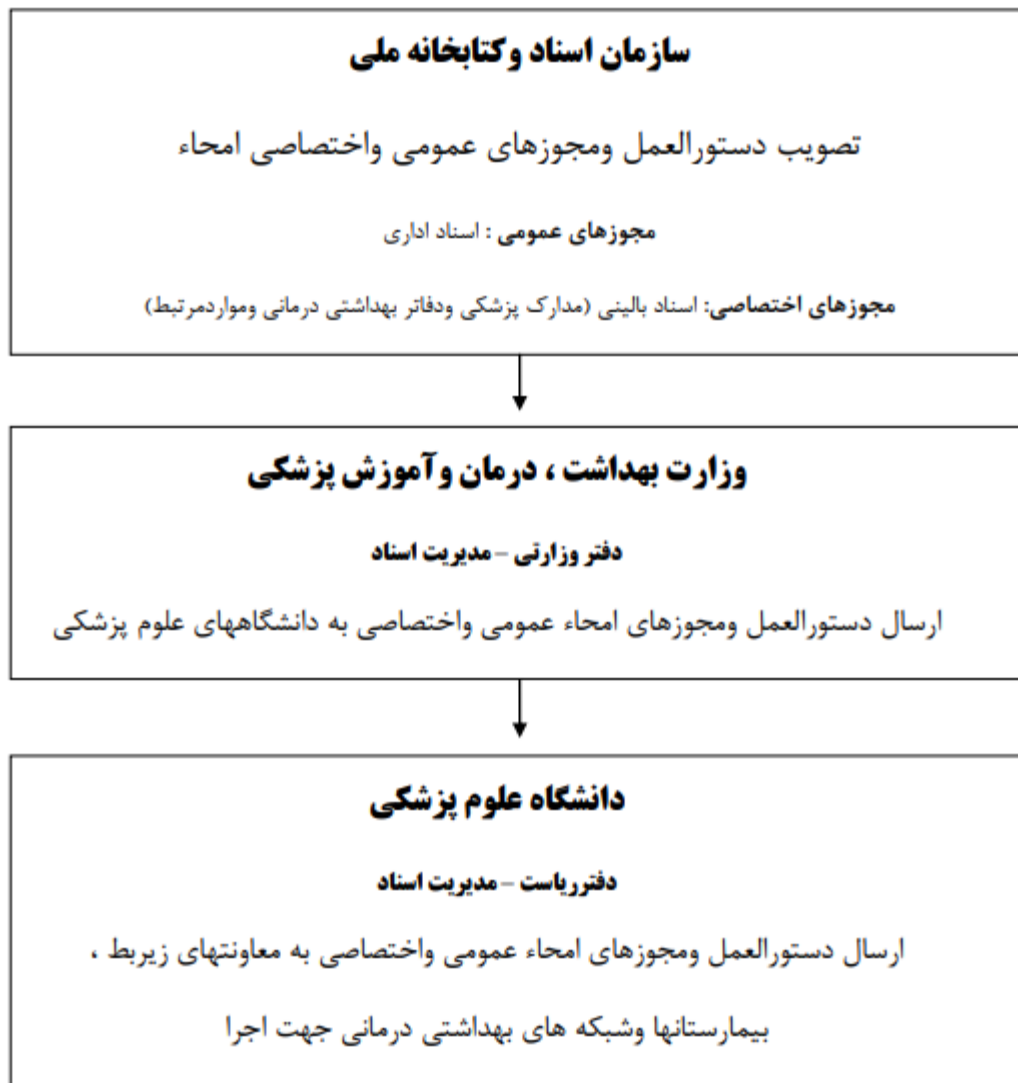 سازمان اسناد وکتابخانه ملی
تصویب دستورالعمل ومجوزهای عمومی واختصاصی امحاء
مجوزهای عمومی : اسناد اداری
مجوزهای اختصاصی: اسناد بالینی (مدارک پزشکی ودفاتر بهداشتی درمانی ومواردمرتبط)
وزارت بهداشت ، درمان وآموزش پزشکی
دفتر وزارتی – مدیریت اسناد
ارسال دستورالعمل ومجوزهای امحاء عمومی واختصاصی به دانشگاههای علوم پزشکی
دانشگاه علوم پزشکی
دفترریاست – مدیریت اسناد
ارسال دستورالعمل ومجوزهای امحاء عمومی واختصاصی به معاونتهای زیربط ،
بیمارستانها وشبکه های بهداشتی درمانی جهت اجرا